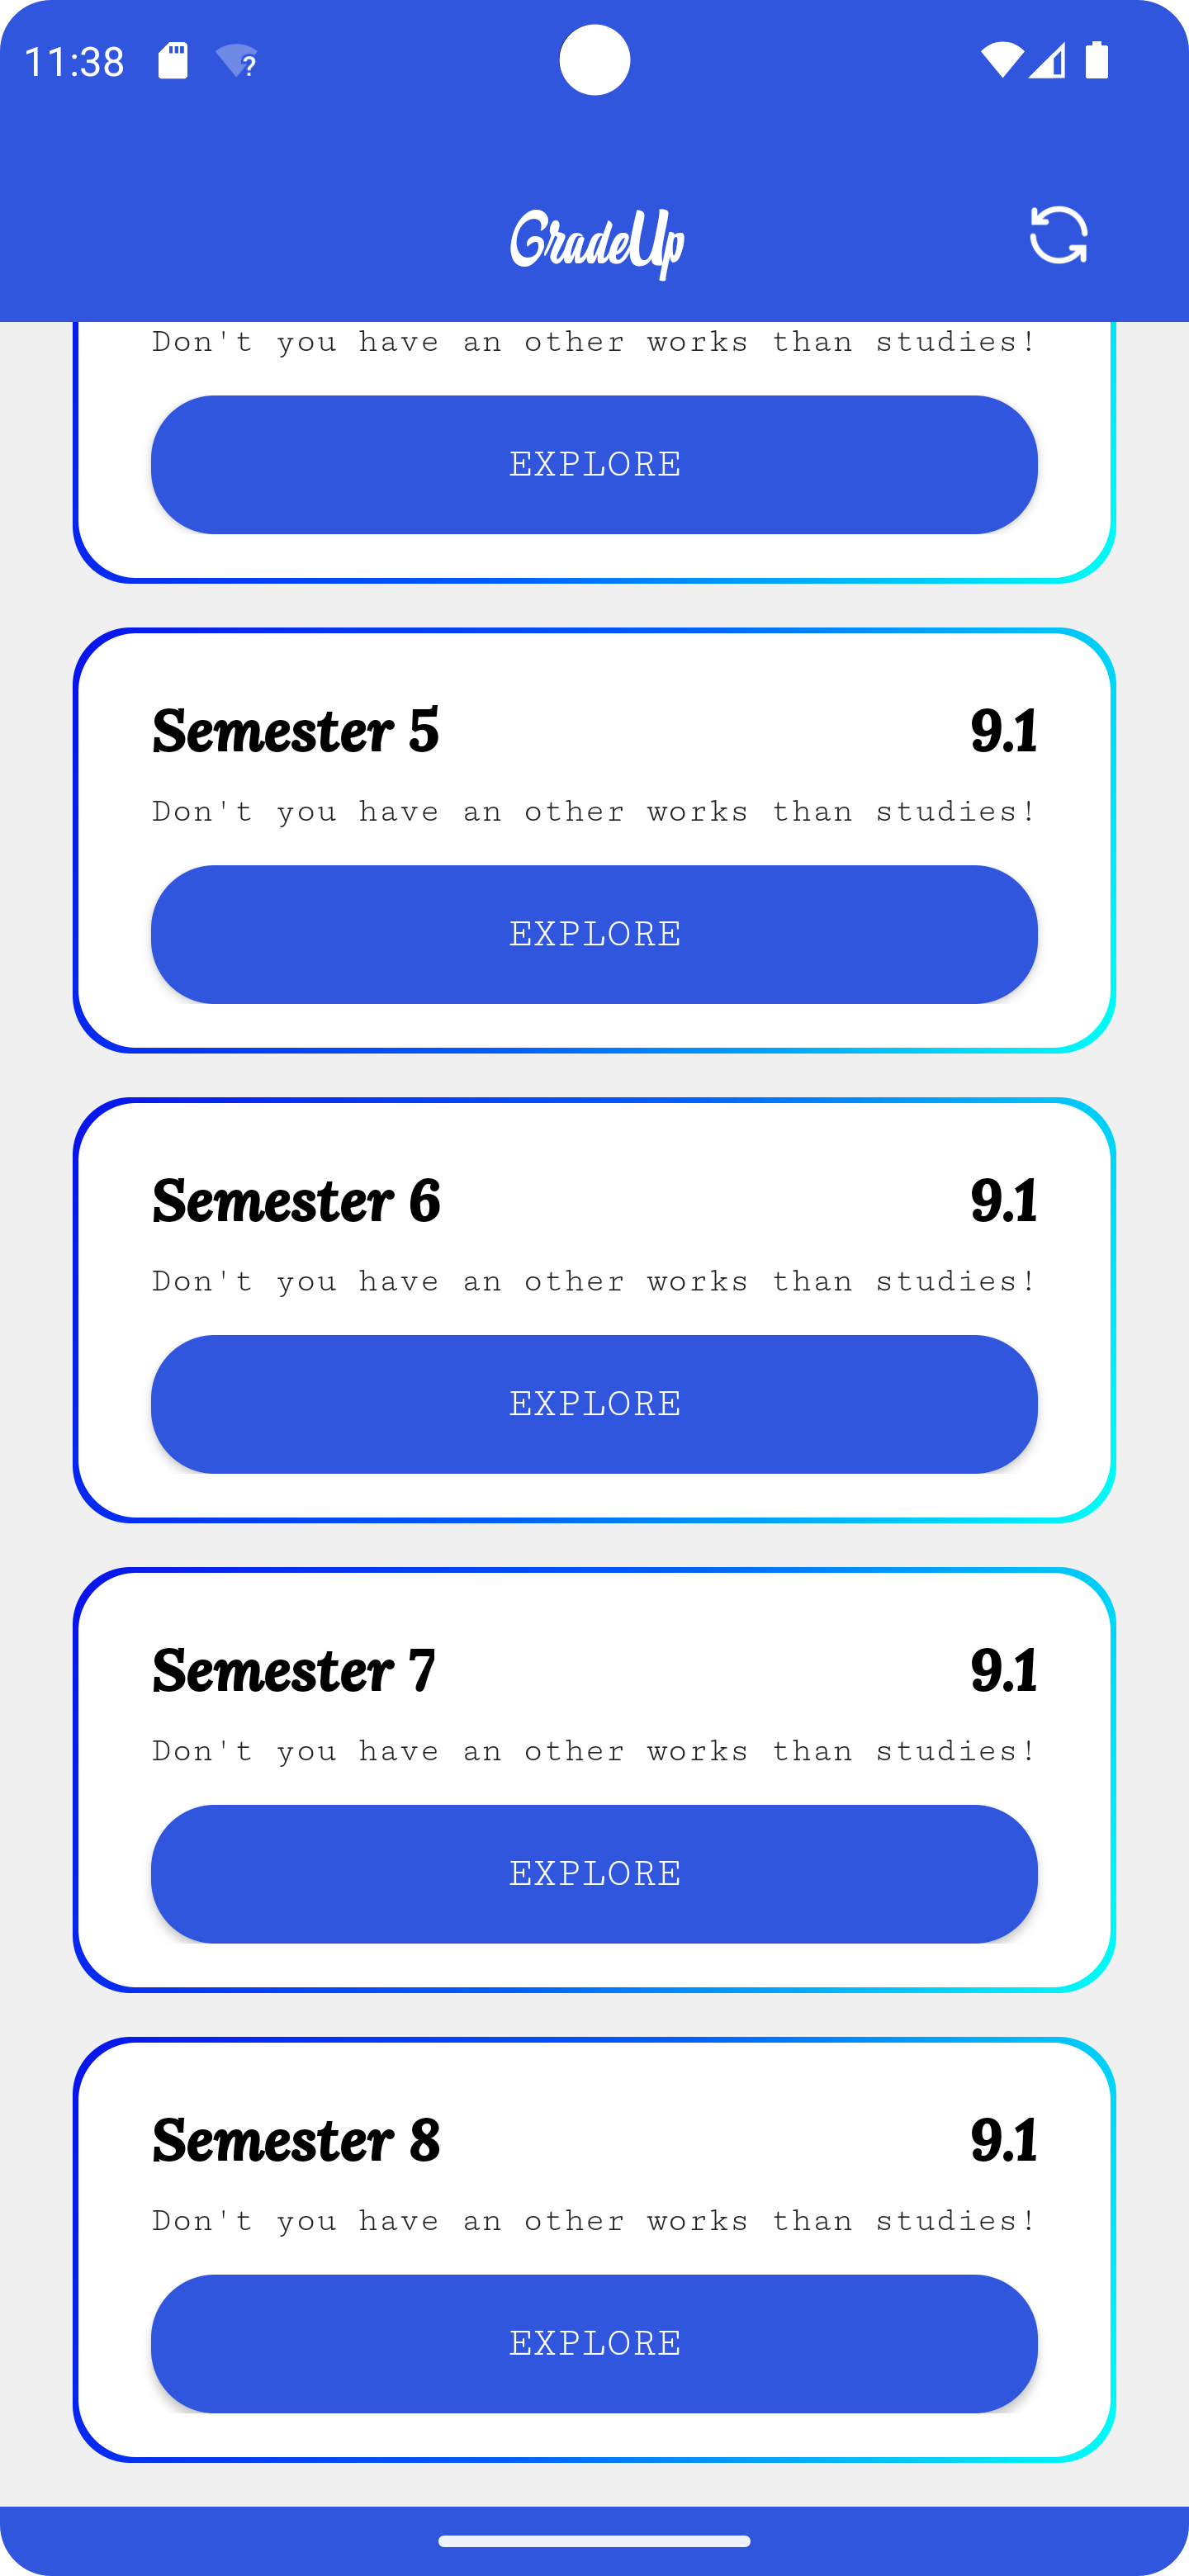 11:38
GradeUp
Don't you have an other works than studies!
EXPLORE
Semester 5 9.1
Don't you have an other works than studies!
EXPLORE
Semester 6 9.1
Don't you have an other works than studies!
EXPLORE
Semester 7 9.1
Don't you have an other works than studies!
EXPLORE
Semester 8 9.1
Don't you have an other works than studies!
EXPLORE